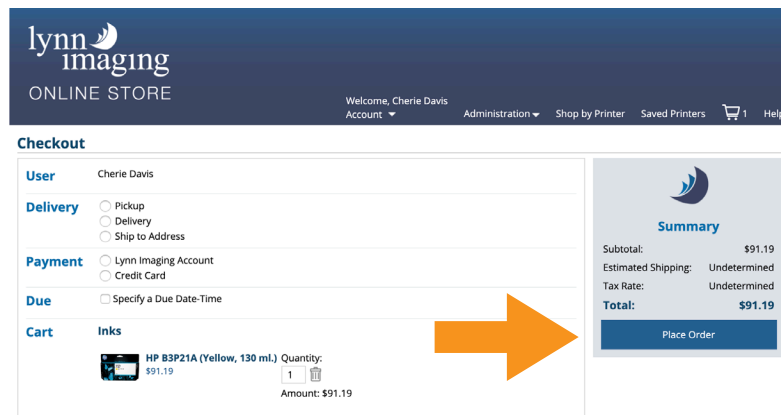 lynn
imaging
ONLINE STORE
Welcome, Cherie Davis
Account
Administration
Shop by Printer
Saved Printers
1
Help
Checkout
User
Cherie Davis
Delivery
Pickup
Delivery
Ship to Address
Payment
Lynn Imaging Account
Credit Card
Due
Specify a Due Date-Time
Cart
Inks
HP B3P21A (Yellow, 130 ml.)
$91.19
Quantity:
1
Amount: $91.19
Summary
Subtotal: $91.19
Estimated Shipping: Undetermined
Tax Rate: Undetermined
Total: $91.19
Place Order